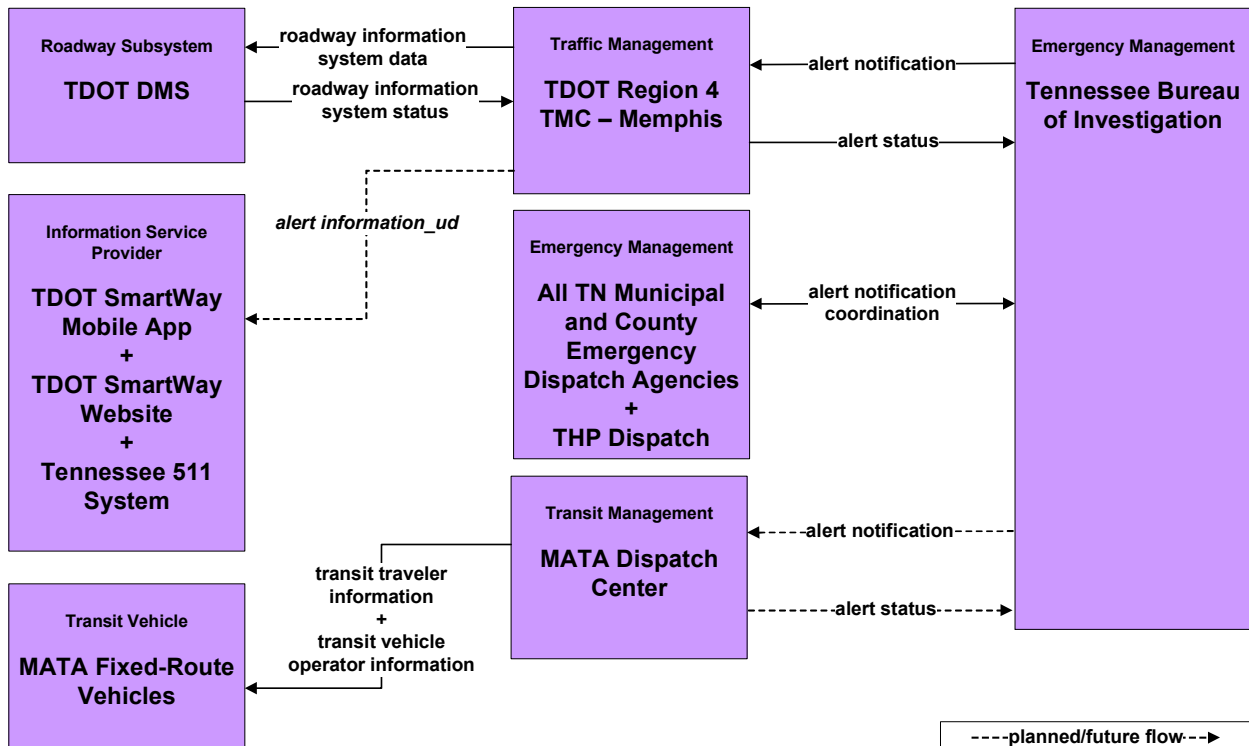 Roadway Subsystem
TDOT DMS
roadway information
system data
roadway information
system status
Traffic Management
TDOT Region 4
TMC – Memphis
alert notification
alert status
Emergency Management
Tennessee Bureau
of Investigation
Information Service
Provider
TDOT SmartWay
Mobile App
+
TDOT SmartWay
Website
+
Tennessee 511
System
alert information_ud
Emergency Management
All TN Municipal
and County
Emergency
Dispatch Agencies
+
THP Dispatch
alert notification
coordination
Transit Management
MATA Dispatch
Center
alert notification
alert status
Transit Vehicle
MATA Fixed-Route
Vehicles
transit traveler
information
+
transit vehicle
operator information
planned/future flow